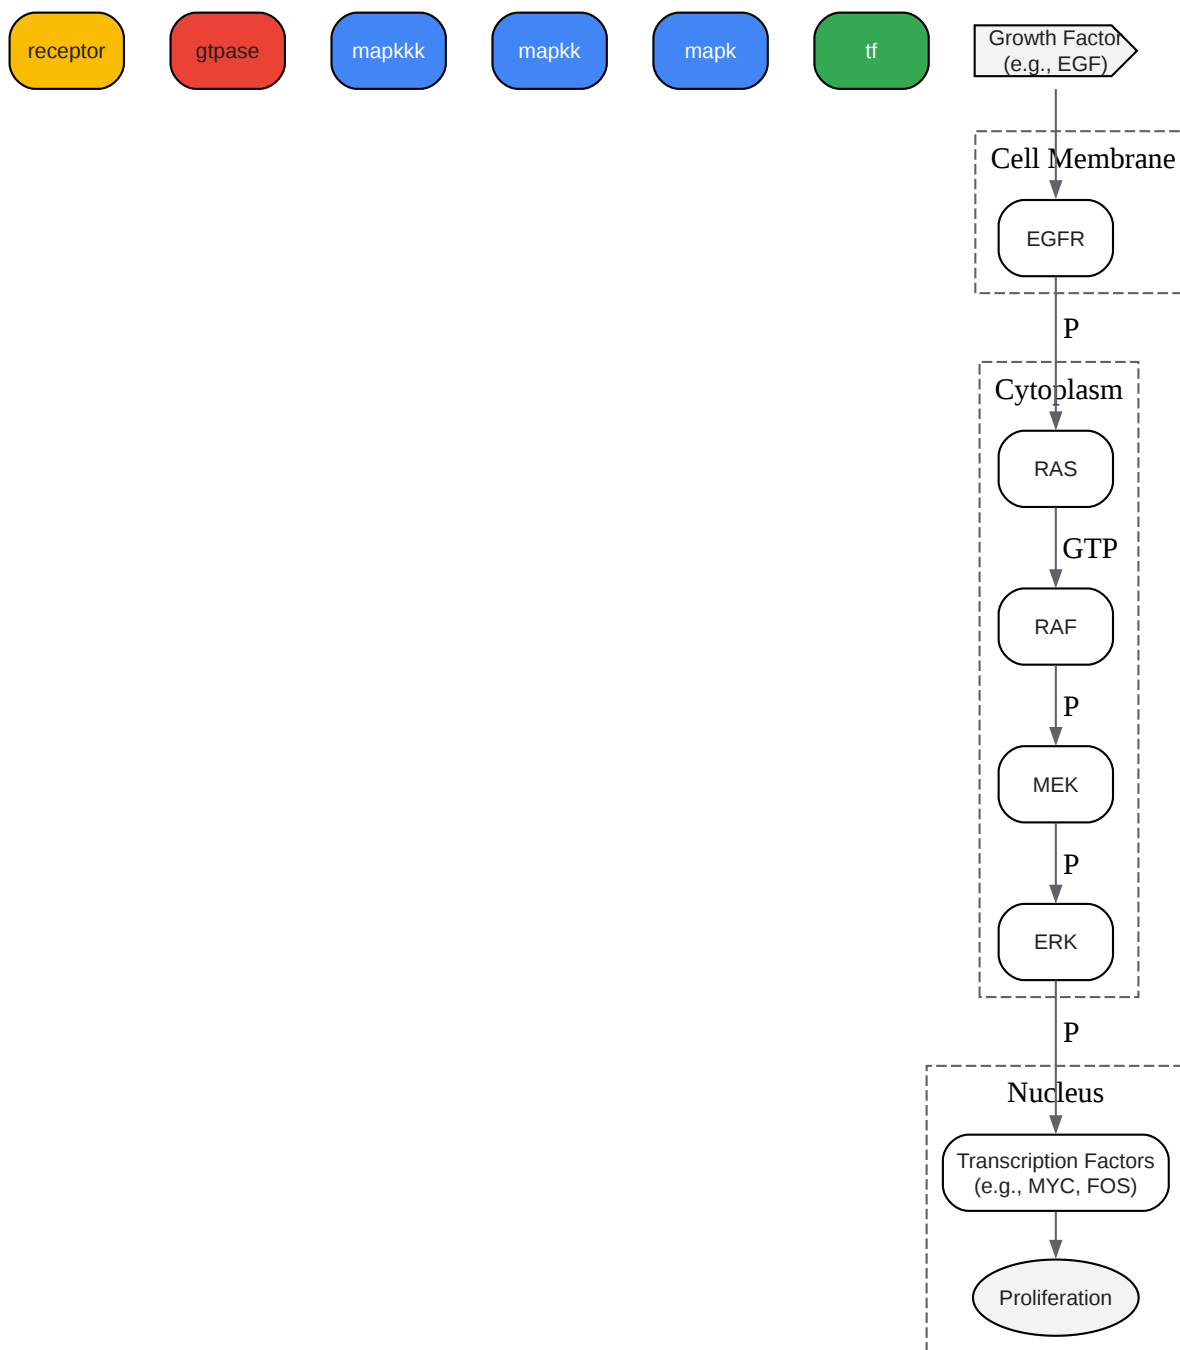 receptor
gtpase
mapkkk
mapkk
mapk
tf
Growth Factor
(e.g., EGF)
Cell Membrane
EGFR
P
Cytoplasm
RAS
GTP
RAF
P
MEK
P
ERK
P
Nucleus
Transcription Factors
(e.g., MYC, FOS)
Proliferation